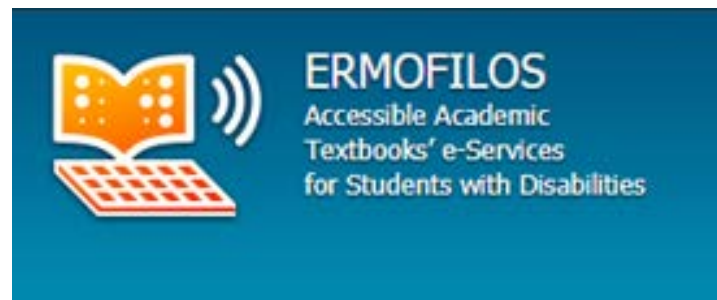 ERMOFILOS
Accessible Academic
Textbooks' e-Services
for Students with Disabilities